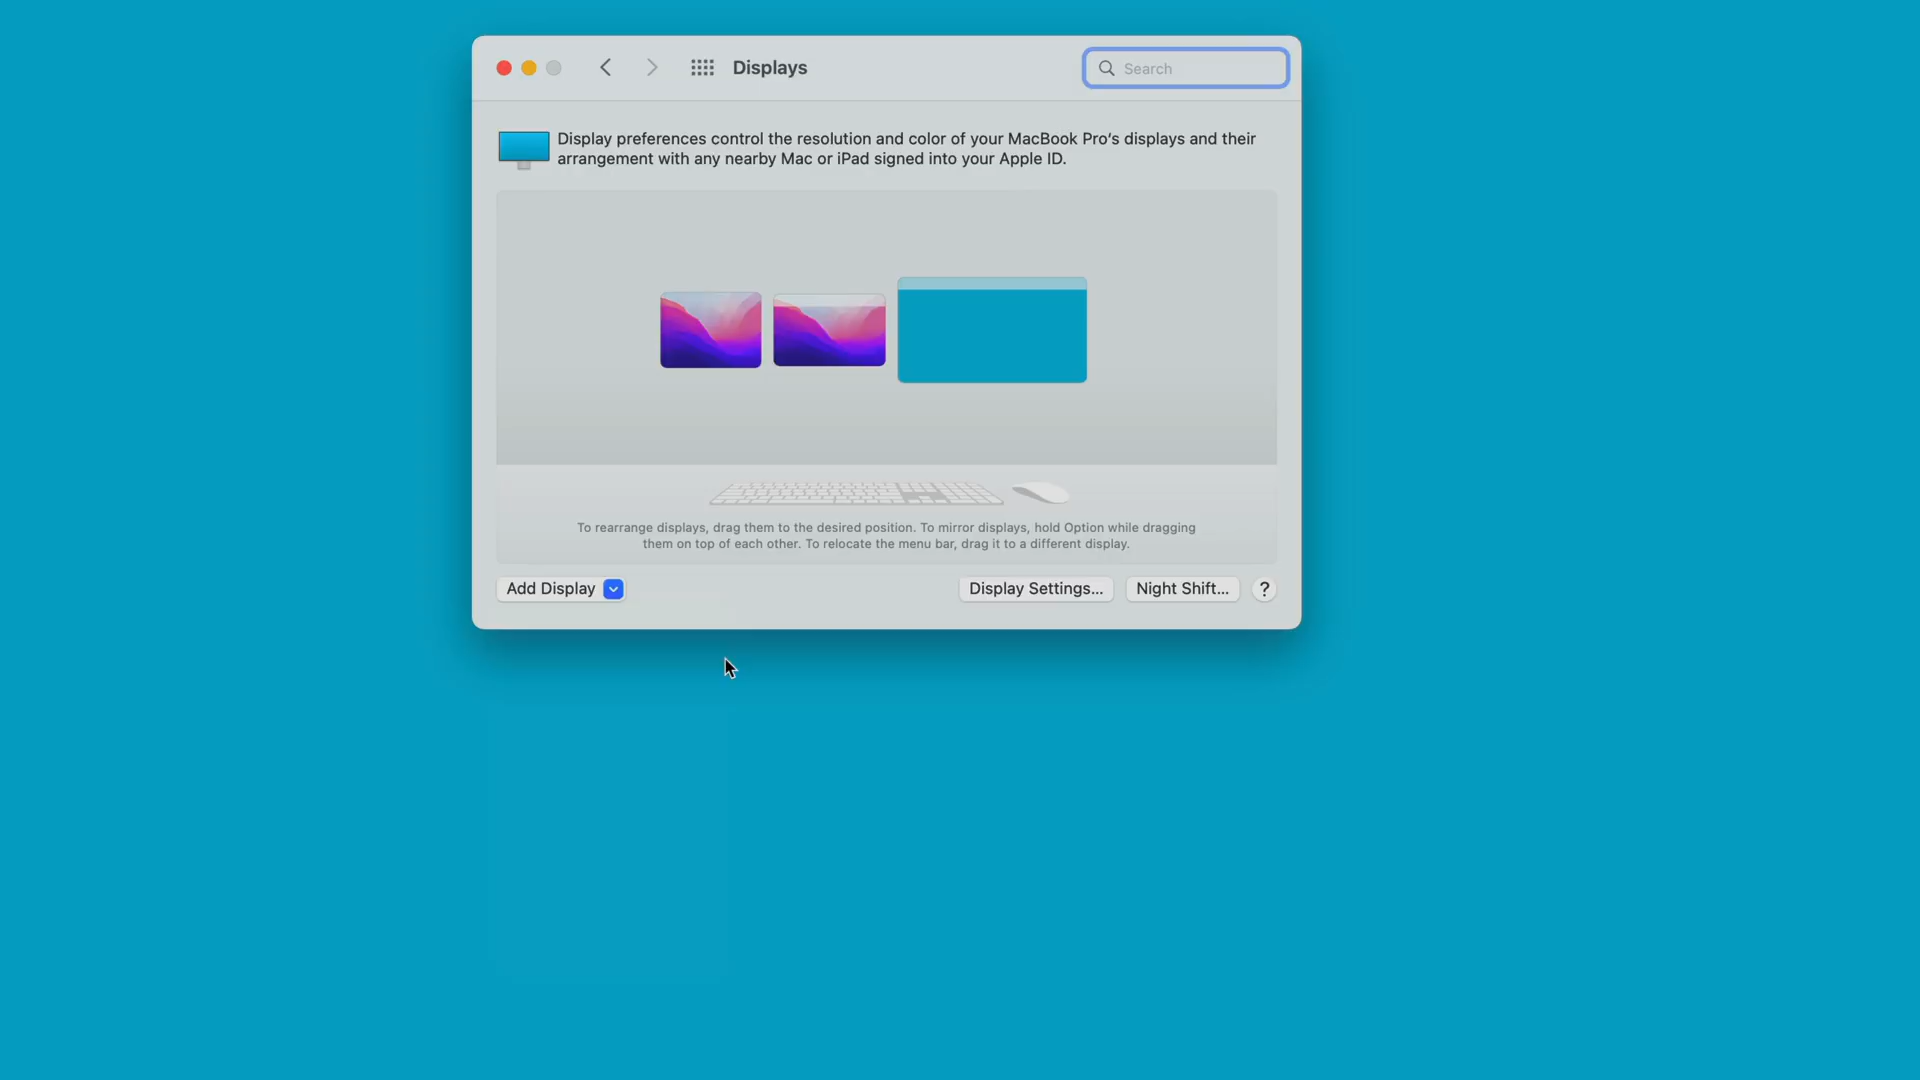 Displays
Search
Display preferences control the resolution and color of your MacBook Pro's displays and their
arrangement with any nearby Mac or iPad signed into your Apple ID.
To rearrange displays, drag them to the desired position. To mirror displays, hold Option while dragging
them on top of each other. To relocate the menu bar, drag it to a different display.
Add Display
Display Settings...
Night Shift...
?